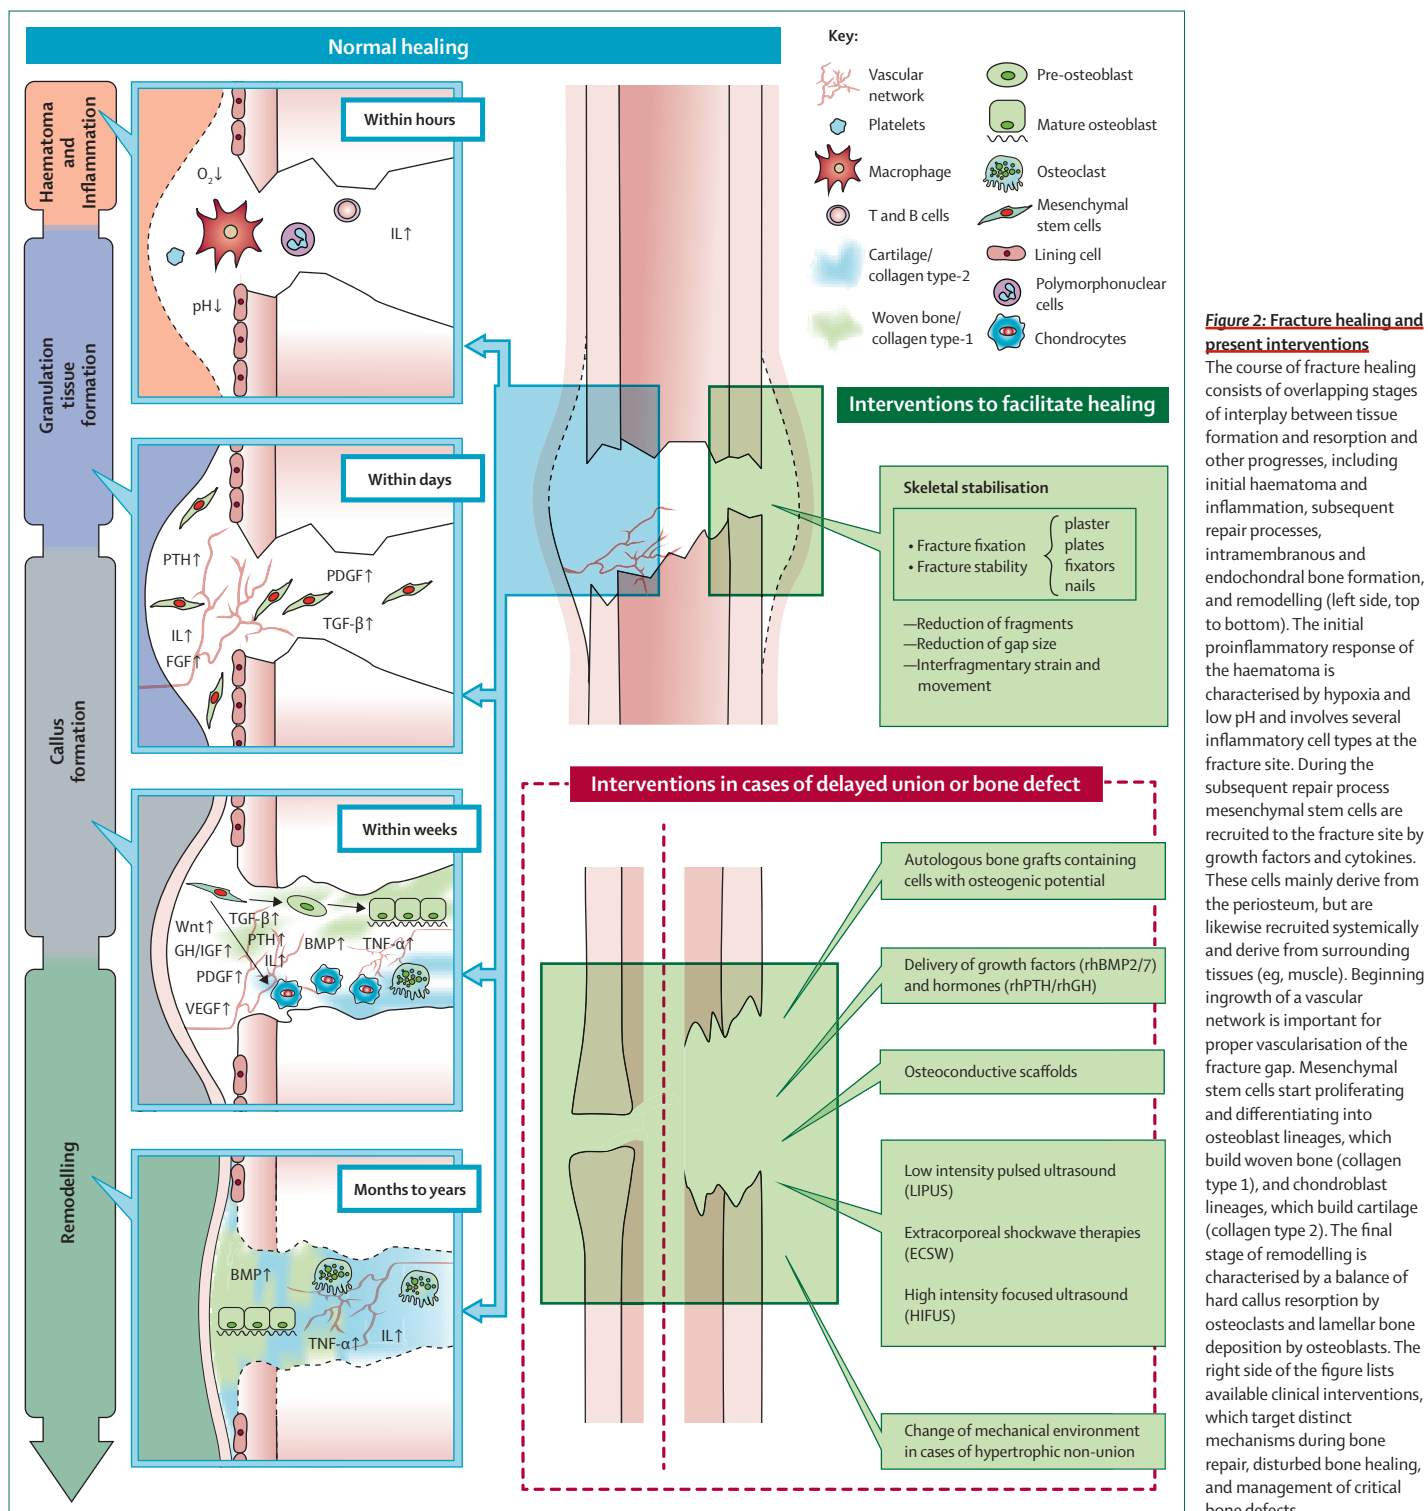 Normal healing
Key:
Vascular
network
Platelets
Macrophage
T and B cells
Cartilage/
collagen type-2
Woven bone/
collagen type-1
Pre-osteoblast
Mature osteoblast
Osteoclast
Mesenchymal
stem cells
Lining cell
Polymorphonuclear
cells
Chondrocytes
Haematoma
and
Inflammation
Granulation
tissue
formation
Callus
formation
Remodelling
Within hours
O₂↓
IL↑
pH↓
Within days
PTH↑
PDGF↑
TGF-β↑
IL↑
FGF↑
Within weeks
Wnt↑
TGF-β↑
GH/IGF↑
PTH↑
BMP↑
TNF-α↑
IL↑
PDGF↑
VEGF↑
Months to years
BMP↑
TNF-α↑
IL↑
Interventions to facilitate healing
Skeletal stabilisation
• Fracture fixation
• Fracture stability
plaster
plates
fixators
nails
—Reduction of fragments
—Reduction of gap size
—Interfragmentary strain and
movement
Interventions in cases of delayed union or bone defect
Autologous bone grafts containing
cells with osteogenic potential
Delivery of growth factors (rhBMP2/7)
and hormones (rhPTH/rhGH)
Osteoconductive scaffolds
Low intensity pulsed ultrasound
(LIPUS)
Extracorporeal shockwave therapies
(ECSW)
High intensity focused ultrasound
(HIFUS)
Change of mechanical environment
in cases of hypertrophic non-union
Figure 2: Fracture healing and
present interventions
The course of fracture healing
consists of overlapping stages
of interplay between tissue
formation and resorption and
other progresses, including
initial haematoma and
inflammation, subsequent
repair processes,
intramembranous and
endochondral bone formation,
and remodelling (left side, top
to bottom). The initial
proinflammatory response of
the haematoma is
characterised by hypoxia and
low pH and involves several
inflammatory cell types at the
fracture site. During the
subsequent repair process
mesenchymal stem cells are
recruited to the fracture site by
growth factors and cytokines.
These cells mainly derive from
the periosteum, but are
likewise recruited systemically
and derive from surrounding
tissues (eg, muscle). Beginning
ingrowth of a vascular
network is important for
proper vascularisation of the
fracture gap. Mesenchymal
stem cells start proliferating
and differentiating into
osteoblast lineages, which
build woven bone (collagen
type 1), and chondroblast
lineages, which build cartilage
(collagen type 2). The final
stage of remodelling is
characterised by a balance of
hard callus resorption by
osteoclasts and lamellar bone
deposition by osteoblasts. The
right side of the figure lists
available clinical interventions,
which target distinct
mechanisms during bone
repair, disturbed bone healing,
and management of critical
bone defects